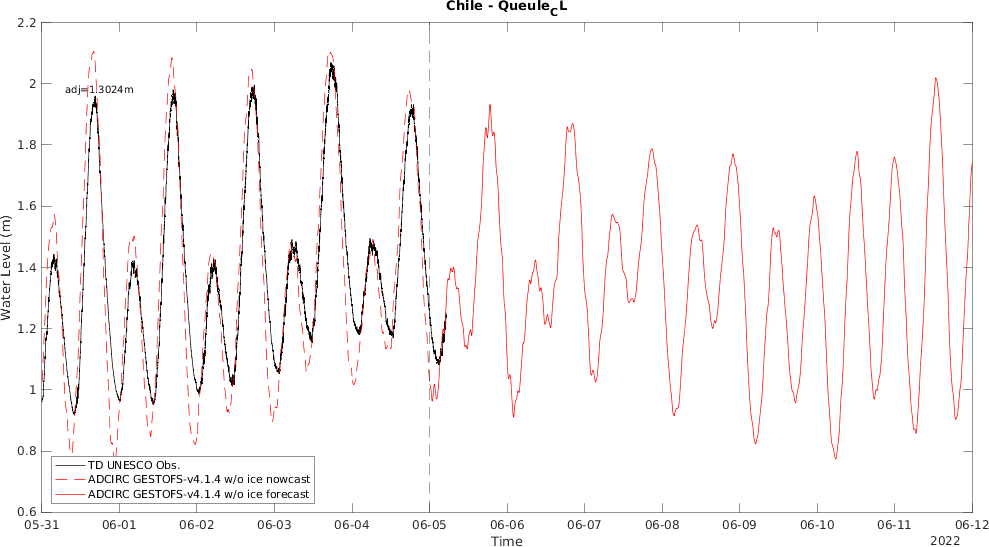 Chile - Queule_CL
2.2
2
1.8
1.6
1.4
1.2
1
0.8
0.6
Water Level (m)
adj=1.3024m
TD UNESCO Obs.
ADCIRC GESTOFS-v4.1.4 w/o ice nowcast
ADCIRC GESTOFS-v4.1.4 w/o ice forecast
05-31 06-01 06-02 06-03 06-04 06-05 06-06 06-07 06-08 06-09 06-10 06-11 06-12
Time
2022